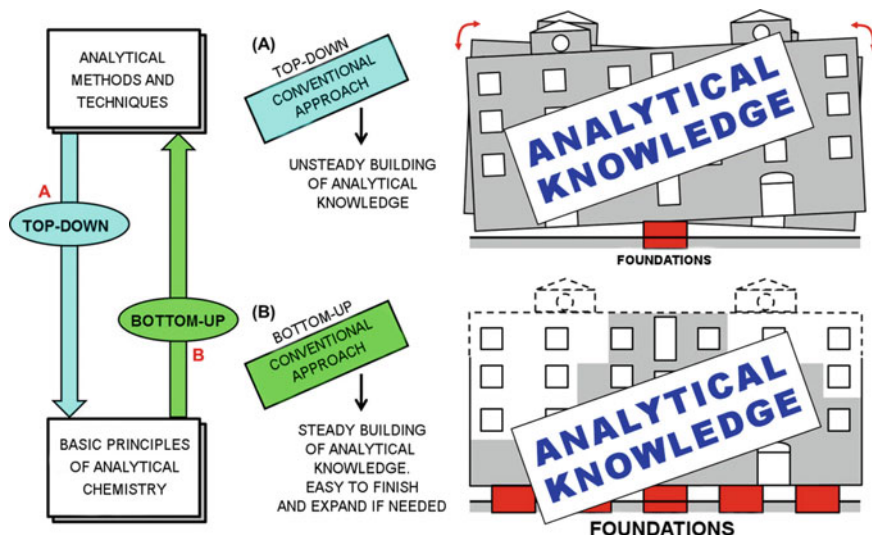 ANALYTICAL
METHODS AND
TECHNIQUES
A
TOP-DOWN
BOTTOM-UP
B
BASIC PRINCIPLES
OF ANALYTICAL
CHEMISTRY
(A)
TOP-DOWN
CONVENTIONAL
APPROACH
UNSTEADY BUILDING
OF ANALYTICAL
KNOWLEDGE
ANALYTICAL
KNOWLEDGE
FOUNDATIONS
(B)
BOTTOM-UP
CONVENTIONAL
APPROACH
STEADY BUILDING
OF ANALYTICAL
KNOWLEDGE.
EASY TO FINISH
AND EXPAND IF NEEDED
ANALYTICAL
KNOWLEDGE
FOUNDATIONS